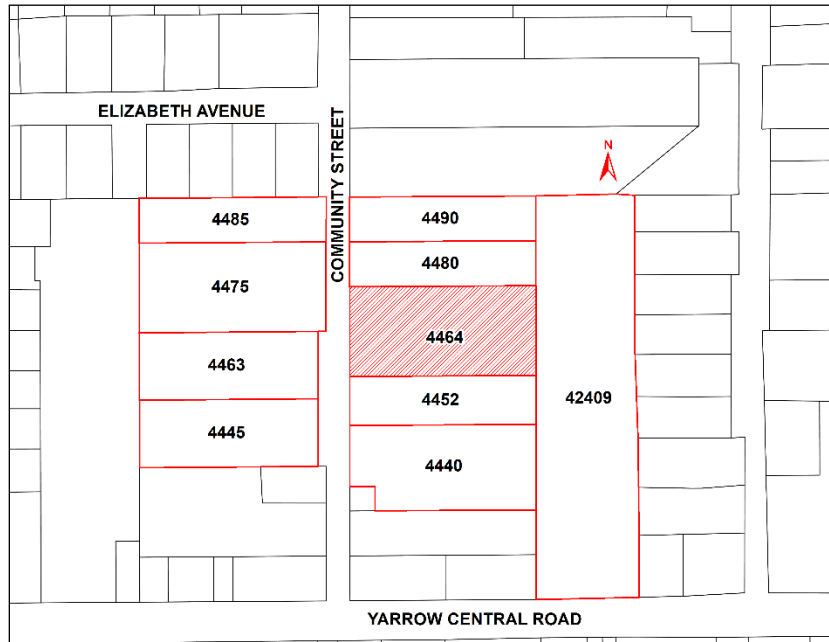 ELIZABETH AVENUE
COMMUNITY STREET
N
4485
4490
4480
4475
4464
4463
4452
42409
4445
4440
YARROW CENTRAL ROAD